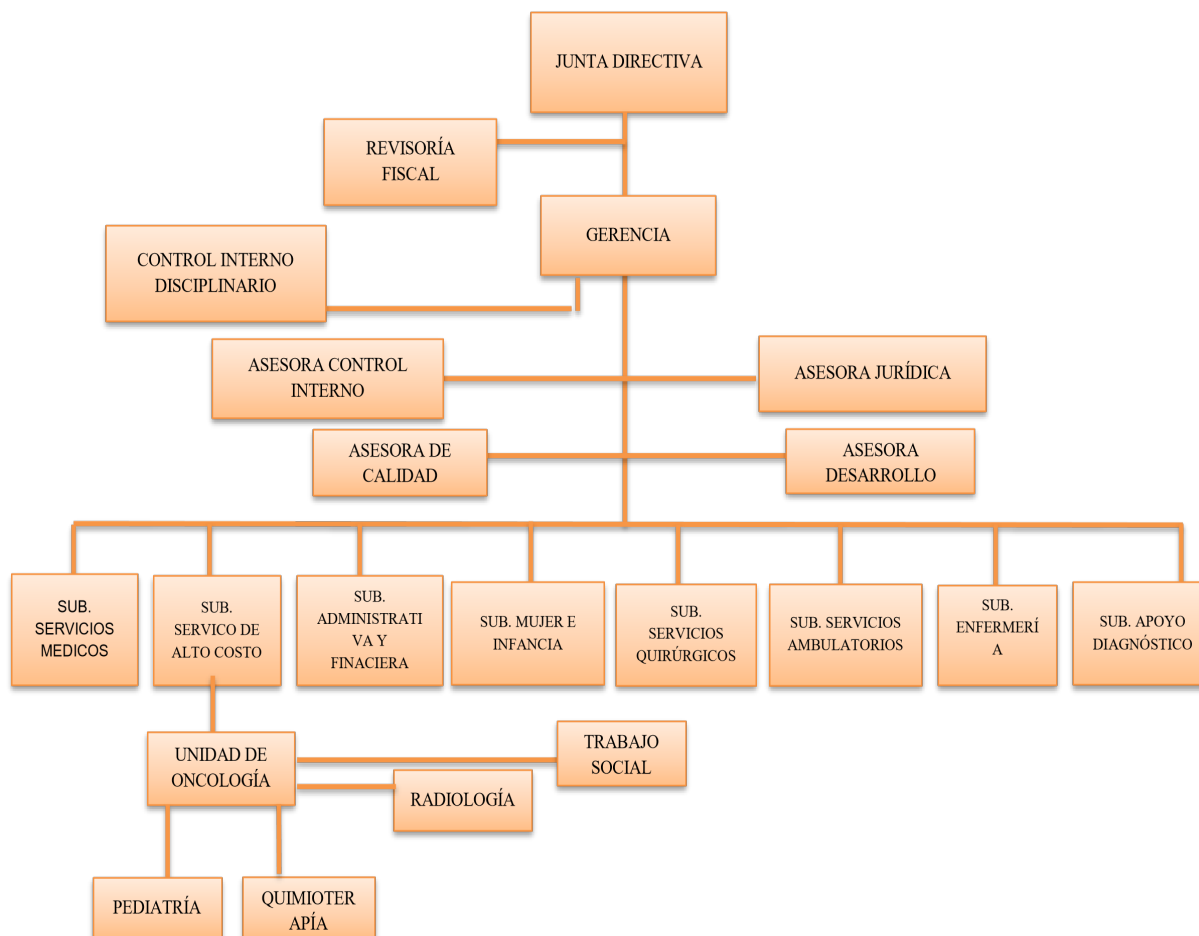 JUNTA DIRECTIVA
REVISORÍA
FISCAL
GERENCIA
CONTROL INTERNO
DISCIPLINARIO
ASESORA CONTROL
INTERNO
ASESORA JURÍDICA
ASESORA DE
CALIDAD
ASESORA
DESARROLLO
SUB.
SERVICIOS
MEDICOS
SUB.
SERVICO DE
ALTO COSTO
SUB.
ADMINISTRATI
VA Y
FINACIERA
SUB. MUJER E
INFANCIA
SUB.
SERVICIOS
QUIRÚRGICOS
SUB. SERVICIOS
AMBULATORIOS
SUB.
ENFERMERÍ
A
SUB. APOYO
DIAGNÓSTICO
UNIDAD DE
ONCOLOGÍA
TRABAJO
SOCIAL
RADIOLOGÍA
PEDIATRÍA
QUIMIOTER
APÍA